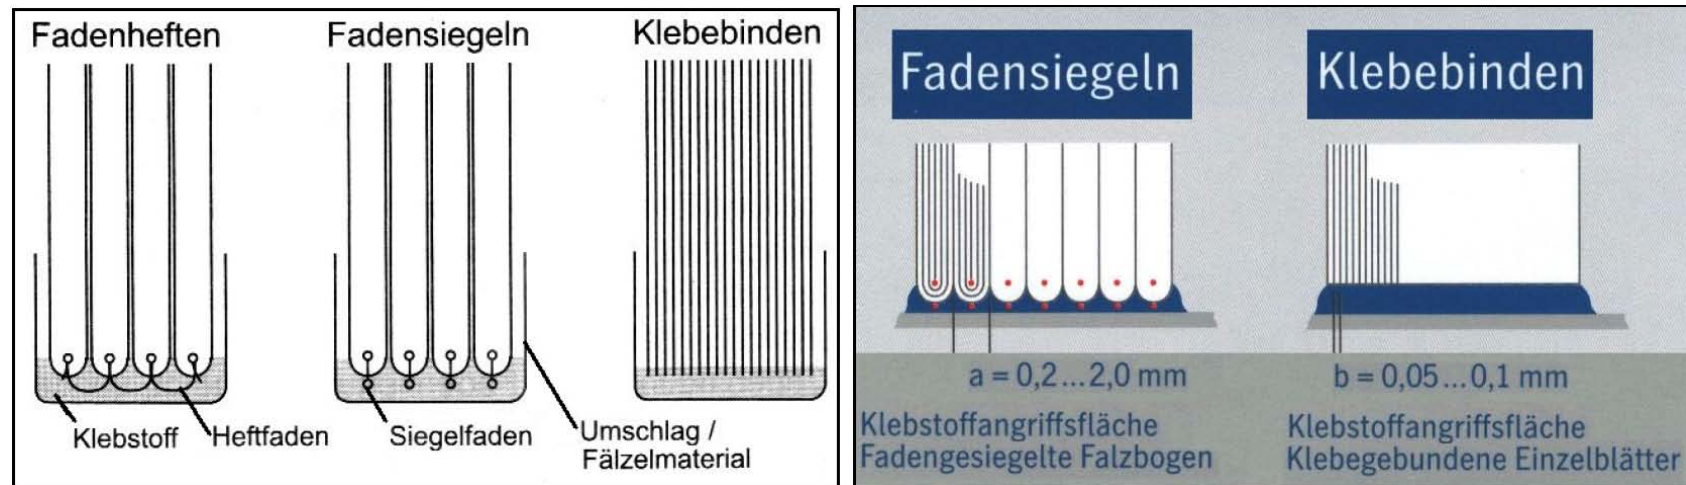 Fadenheften
Fadensiegeln
Klebebinden
Klebstoff
Heftfaden
Siegelfaden
Umschlag /
Fälzelmaterial
Fadensiegeln
Klebebinden
a = 0,2...2,0 mm
b = 0,05...0,1 mm
Klebstoffangriffsfläche
Fadengesiegelte Falzbogen
Klebstoffangriffsfläche
Klebegebundene Einzelblätter